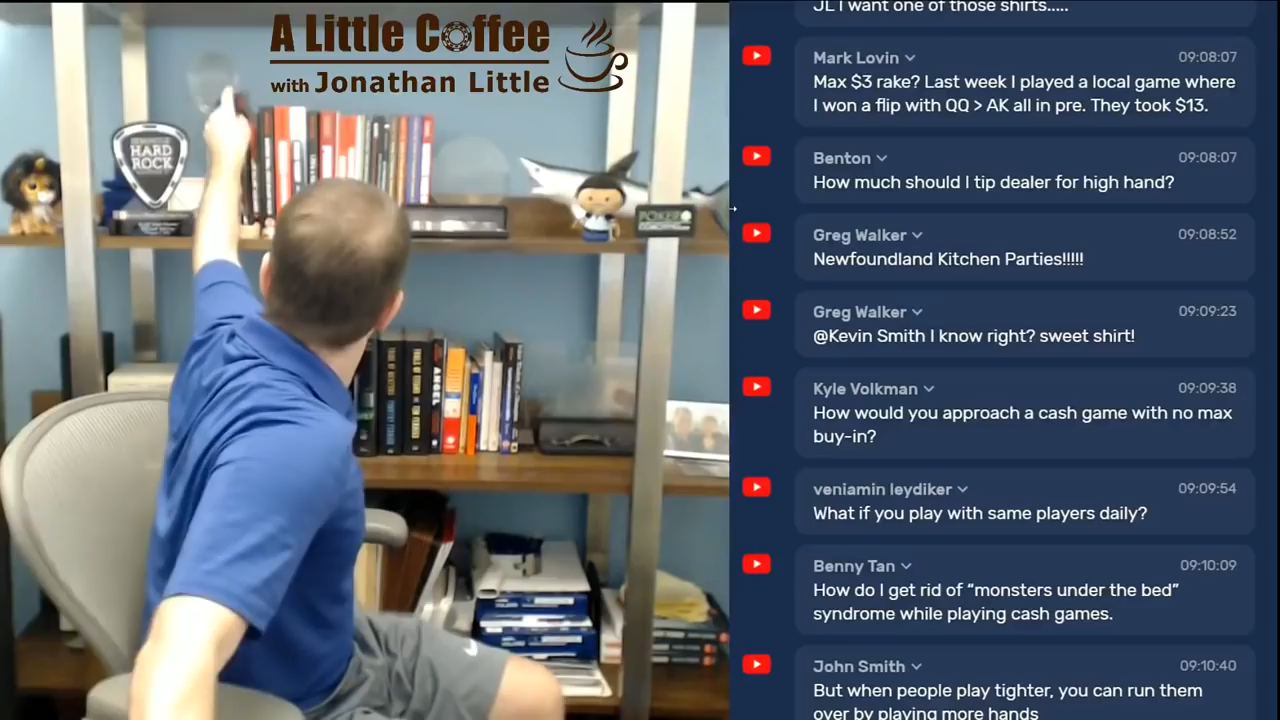 A Little Coffee
with Jonathan Little
HARD
ROCK
POKER
COACHING
ANGEL
JL I want one of those shirts.....
Mark Lovin 09:08:07
Max $3 rake? Last week I played a local game where
I won a flip with QQ > AK all in pre. They took $13.
Benton 09:08:07
How much should I tip dealer for high hand?
Greg Walker 09:08:52
Newfoundland Kitchen Parties!!!!!
Greg Walker 09:09:23
@Kevin Smith I know right? sweet shirt!
Kyle Volkman 09:09:38
How would you approach a cash game with no max
buy-in?
veniamin leydiker 09:09:54
What if you play with same players daily?
Benny Tan 09:10:09
How do I get rid of “monsters under the bed”
syndrome while playing cash games.
John Smith 09:10:40
But when people play tighter, you can run them
over by playing more hands